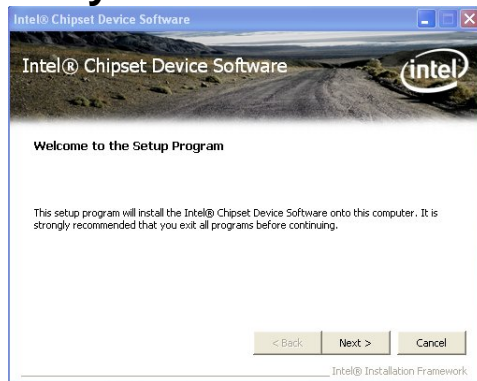 Intel® Chipset Device Software
Intel® Chipset Device Software
intel
Welcome to the Setup Program
This setup program will install the Intel® Chipset Device Software onto this computer. It is
strongly recommended that you exit all programs before continuing.
< Back Next > Cancel
Intel® Installation Framework